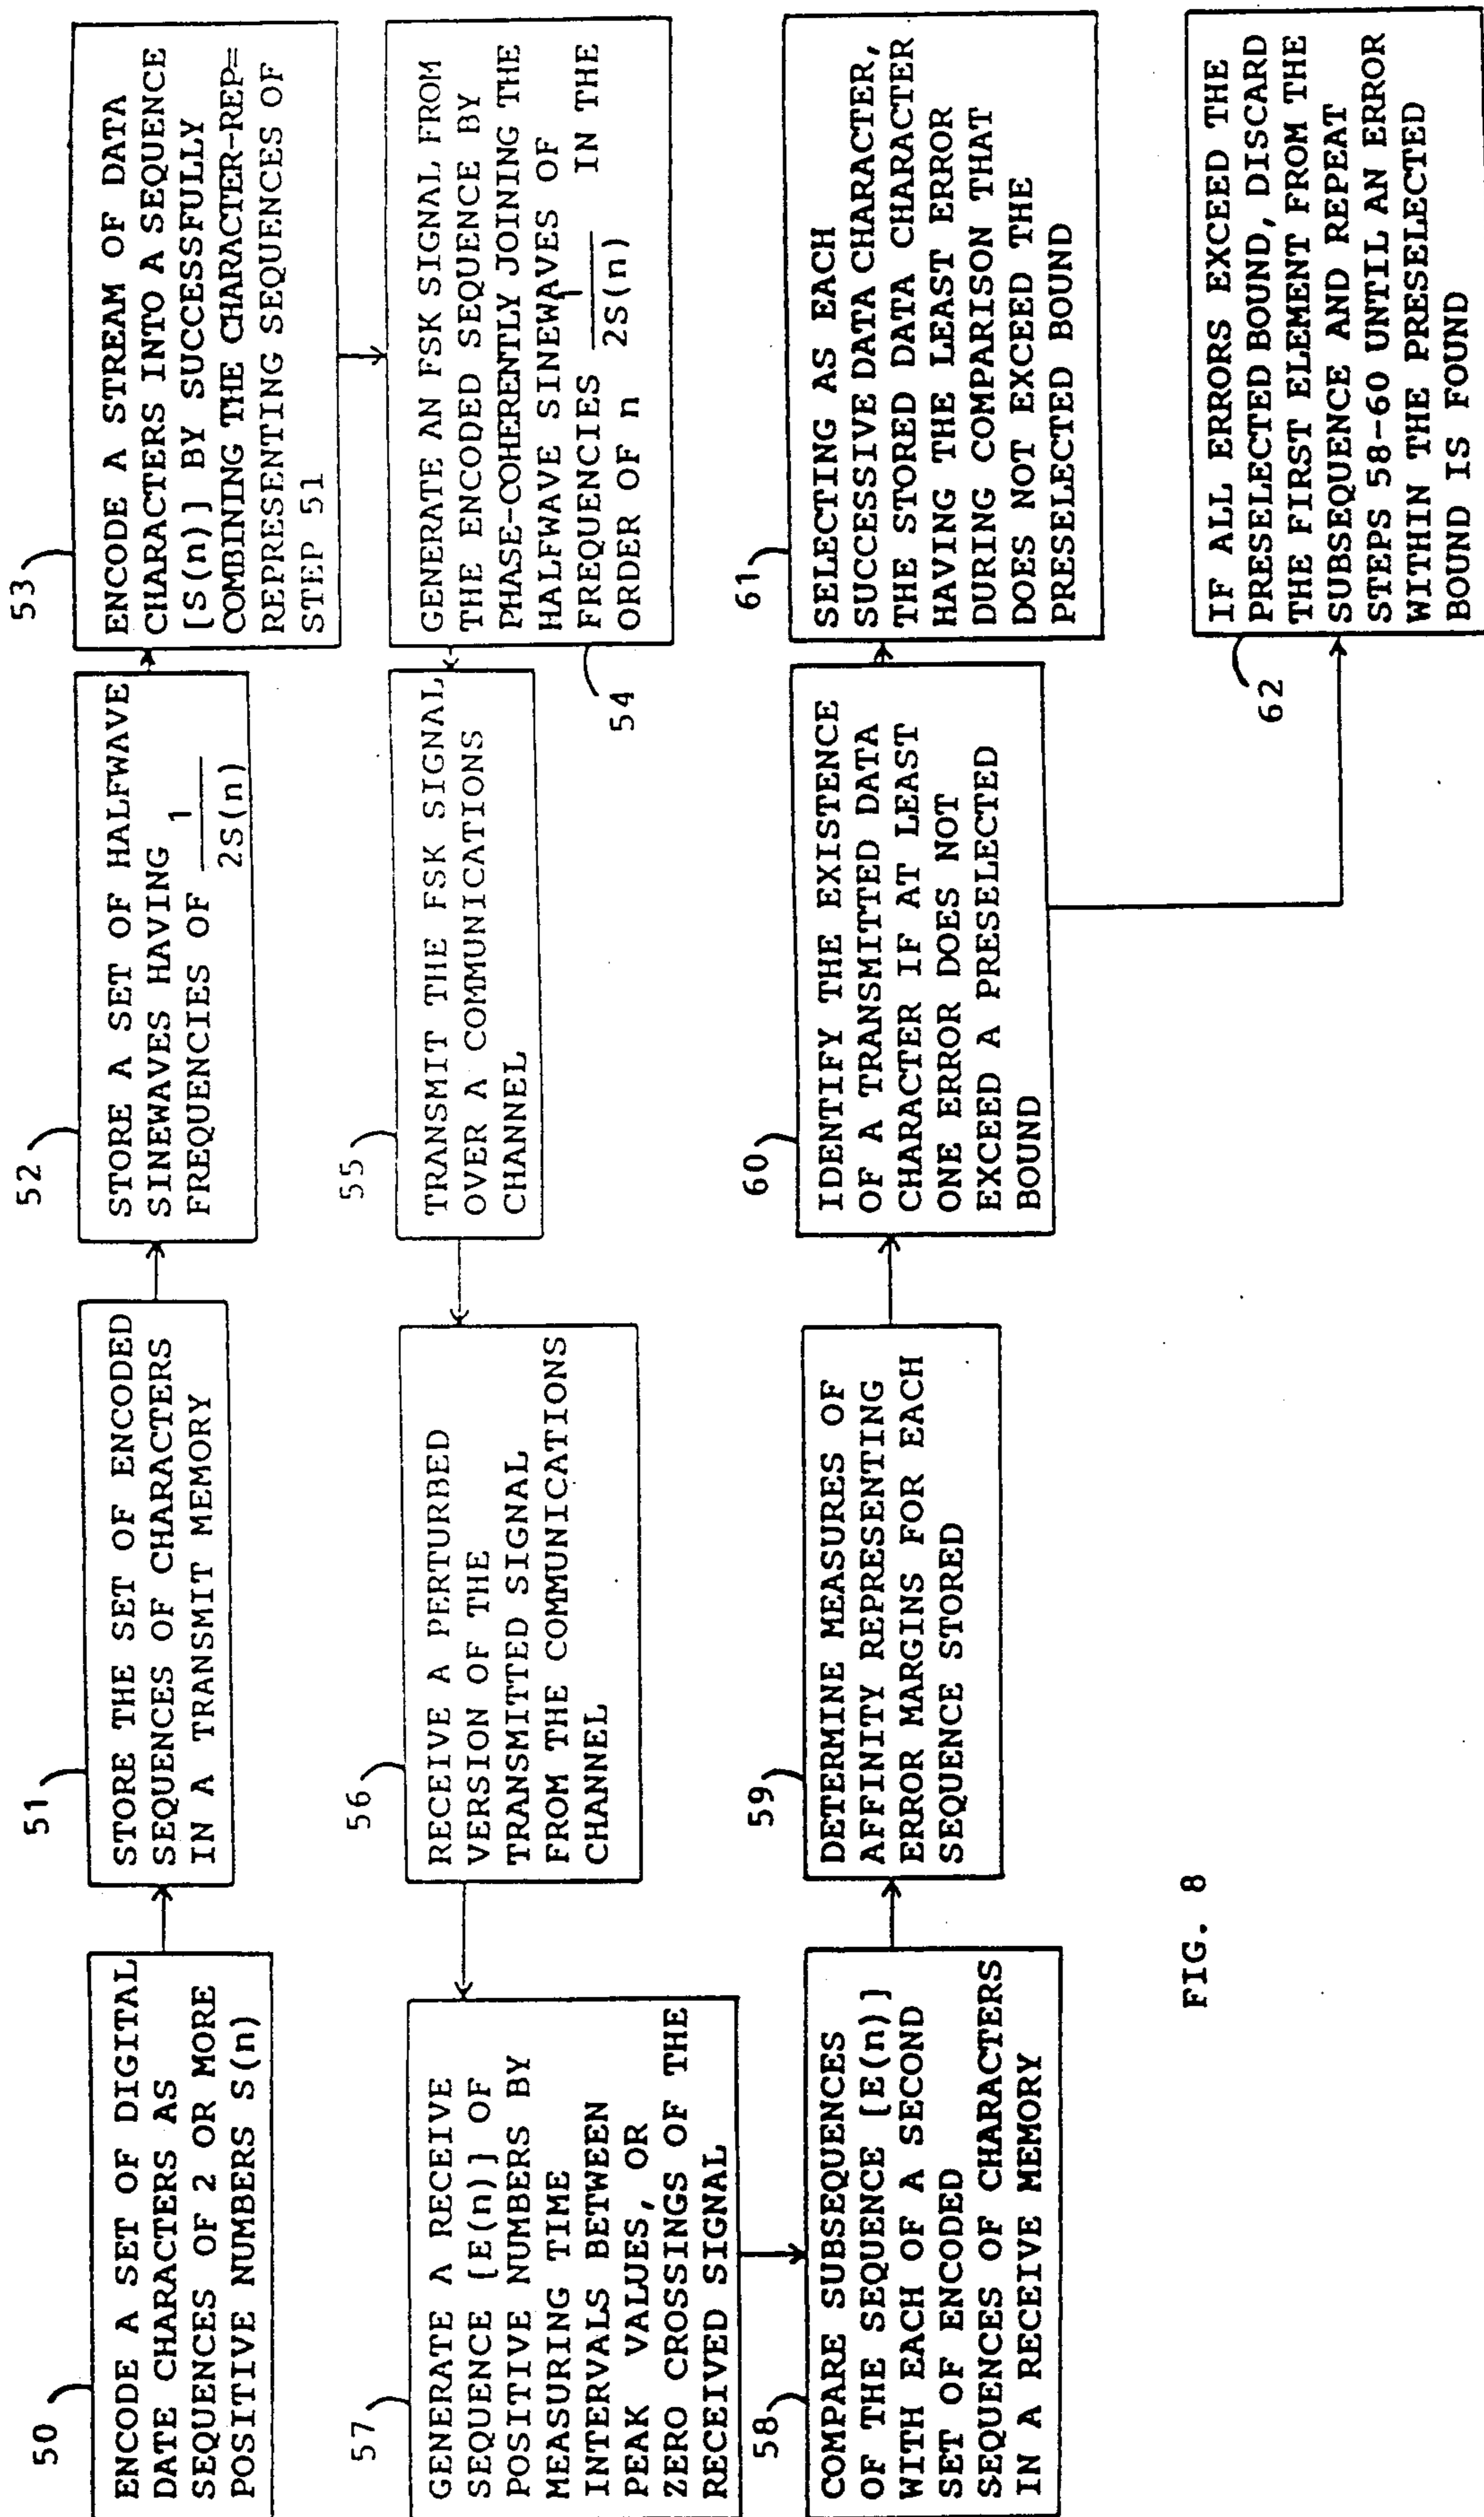 50
ENCODE A SET OF DIGITAL
DATE CHARACTERS AS
SEQUENCES OF 2 OR MORE
POSITIVE NUMBERS S(n)
51
STORE THE SET OF ENCODED
SEQUENCES OF CHARACTERS
IN A TRANSMIT MEMORY
52
STORE A SET OF HALFWAVE
SINEWAVES HAVING
FREQUENCIES OF 1
2S(n)
53
ENCODE A STREAM OF DATA
CHARACTERS INTO A SEQUENCE
[S(n)] BY SUCCESSFULLY
COMBINING THE CHARACTER-REP=
REPRESENTING SEQUENCES OF
STEP 51
GENERATE AN FSK SIGNAL FROM
THE ENCODED SEQUENCE BY
PHASE-COHERENTLY JOINING THE
HALFWAVE SINEWAVES OF
FREQUENCIES 1 IN THE
2S(n)
ORDER OF n
54
55
TRANSMIT THE FSK SIGNAL
OVER A COMMUNICATIONS
CHANNEL
56
RECEIVE A PERTURBED
VERSION OF THE
TRANSMITTED SIGNAL
FROM THE COMMUNICATIONS
CHANNEL
57
GENERATE A RECEIVE
SEQUENCE [E(n)] OF
POSITIVE NUMBERS BY
MEASURING TIME
INTERVALS BETWEEN
PEAK VALUES, OR
ZERO CROSSINGS OF THE
RECEIVED SIGNAL
58
COMPARE SUBSEQUENCES
OF THE SEQUENCE [E(n)]
WITH EACH OF A SECOND
SET OF ENCODED
SEQUENCES OF CHARACTERS
IN A RECEIVE MEMORY
59
DETERMINE MEASURES OF
AFFINITY REPRESENTING
ERROR MARGINS FOR EACH
SEQUENCE STORED
60
IDENTIFY THE EXISTENCE
OF A TRANSMITTED DATA
CHARACTER IF AT LEAST
ONE ERROR DOES NOT
EXCEED A PRESELECTED
BOUND
61
SELECTING AS EACH
SUCCESSIVE DATA CHARACTER,
THE STORED DATA CHARACTER
HAVING THE LEAST ERROR
DURING COMPARISON THAT
DOES NOT EXCEED THE
PRESELECTED BOUND
62
IF ALL ERRORS EXCEED THE
PRESELECTED BOUND, DISCARD
THE FIRST ELEMENT FROM THE
SUBSEQUENCE AND REPEAT
STEPS 58-60 UNTIL AN ERROR
WITHIN THE PRESELECTED
BOUND IS FOUND
FIG. 8